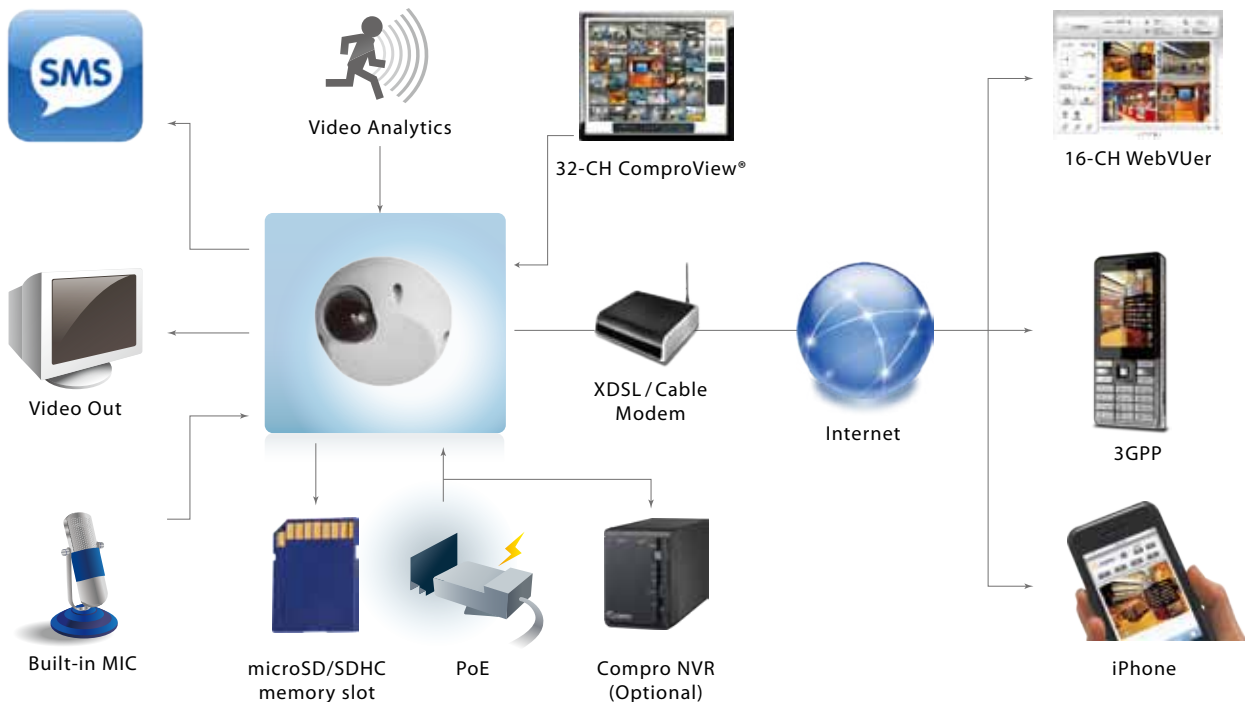 SMS
Video Analytics
32-CH ComproView®
16-CH WebVUer
Video Out
XDSL/Cable
Modem
Internet
3GPP
Built-in MIC
microSD/SDHC
memory slot
PoE
Compro NVR
(Optional)
iPhone